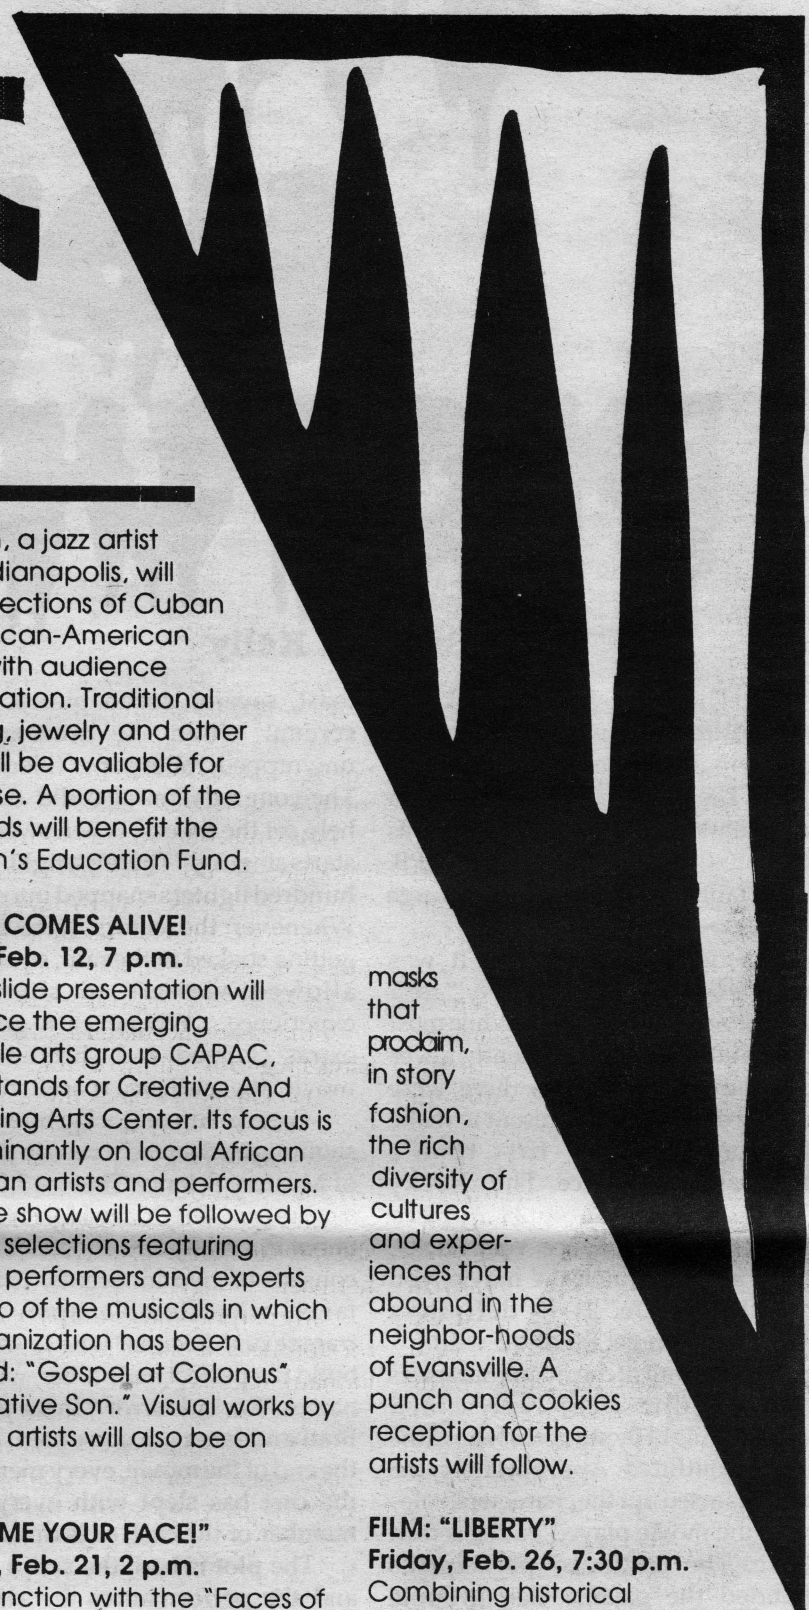 , a jazz artist
dianapolis, will
ections of Cuban
ican-American
with audience
ation. Traditional
g, jewelry and other
ll be avaliable for
se. A portion of the
ds will benefit the
n's Education Fund.
COMES ALIVE!
Feb. 12, 7 p.m.
slide presentation will
ce the emerging
le arts group CAPAC,
tands for Creative And
ing Arts Center. Its focus is
ninantly on local African
an artists and performers.
e show will be followed by
selections featuring
performers and experts
o of the musicals in which
anization has been
d: "Gospel at Colonus"
ative Son." Visual works by
artists will also be on
ME YOUR FACE!"
, Feb. 21, 2 p.m.
nction with the "Faces of
masks
that
proclaim,
in story
fashion,
the rich
diversity of
cultures
and exper-
iences that
abound in the
neighbor-hoods
of Evansville. A
punch and cookies
reception for the
artists will follow.
FILM: "LIBERTY"
Friday, Feb. 26, 7:30 p.m.
Combining historical